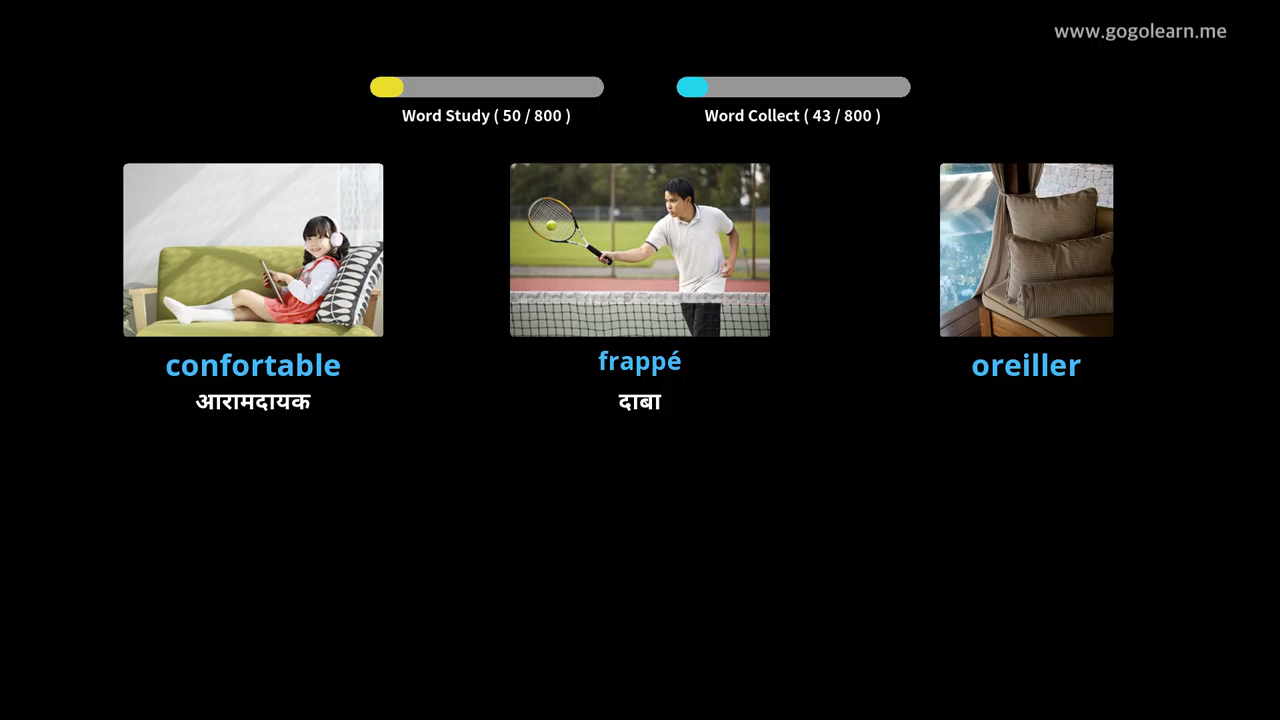 www.gogolearn.me
Word Study ( 50 / 800 )
Word Collect ( 43 / 800 )
confortable
frappé
oreiller
आरामदायक
दाबा